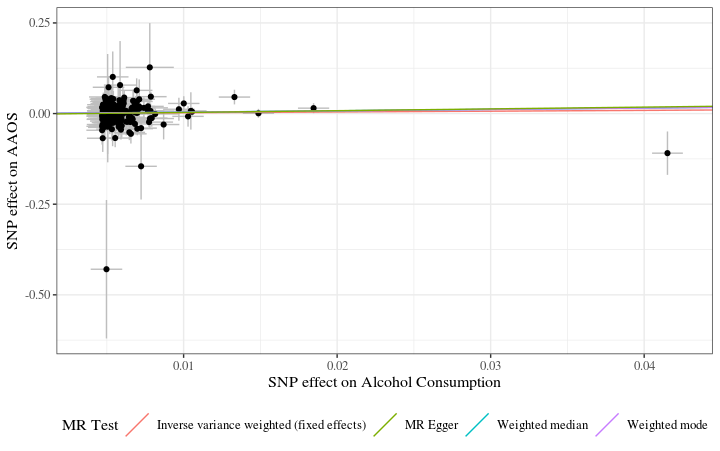 0.25
0.00
-0.25
-0.50
SNP effect on AAOS
0.01 0.02 0.03 0.04
SNP effect on Alcohol Consumption
MR Test Inverse variance weighted (fixed effects) MR Egger Weighted median Weighted mode